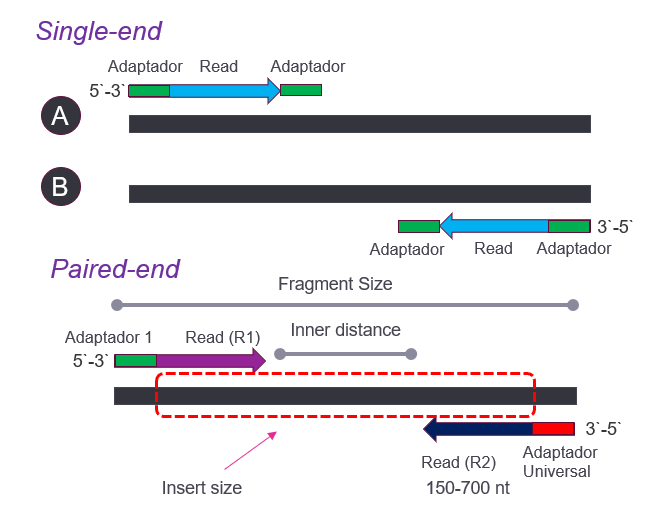 Single-end
Adaptador Read Adaptador
5`-3`
A
B
3`-5`
Adaptador Read Adaptador
Paired-end
Fragment Size
Adaptador 1 Read (R1) Inner distance
5`-3`
3`-5`
Read (R2) Adaptador
Universal
Insert size 150-700 nt